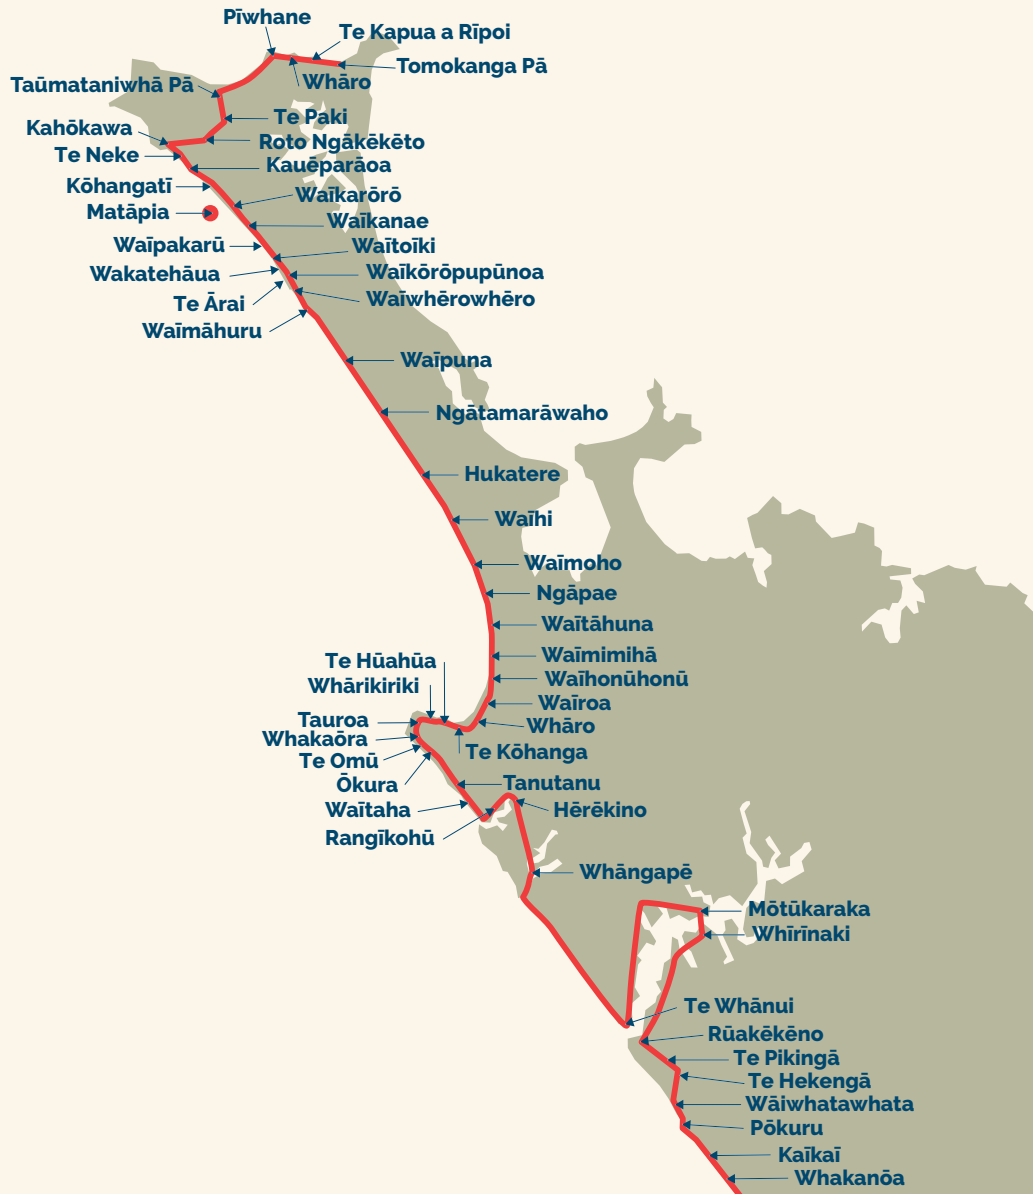 Pīwhane
Te Kapua a Rīpoi
Tomokanga Pā
Whāro
Taūmataniwhā Pā
Te Paki
Kahōkawa
Roto Ngākēkēto
Te Neke
Kauēparāoa
Kōhangatī
Waīkarōrō
Matāpia
Waīkanae
Waīpakarū
Waītoīki
Wakatehāua
Waīkōrōpupūnoa
Te Ārai
Waīwhērowhēro
Waīmāhuru
Waīpuna
Ngātamarāwaho
Hukatere
Waīhi
Waīmoho
Ngāpae
Waītāhuna
Waīmimihā
Te Hūahūa
Waīhonūhonū
Whārikiriki
Waīroa
Tauroa
Whāro
Whakaōra
Te Kōhanga
Te Omū
Ōkura
Tanutanu
Waītaha
Hērēkino
Rangīkohū
Whāngapē
Mōtūkaraka
Whīrīnaki
Te Whānui
Rūakēkēno
Te Pikingā
Te Hekengā
Wāiwhatawhata
Pōkuru
Kaīkaī
Whakanōa